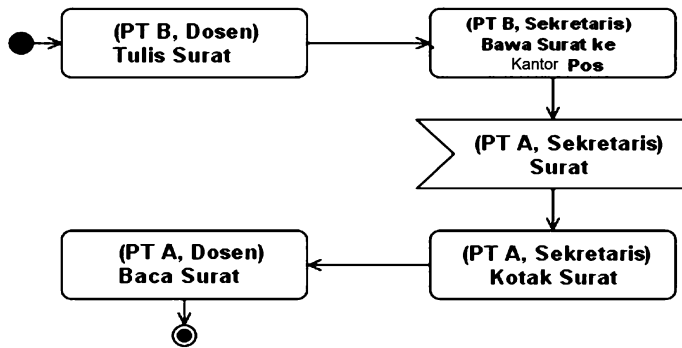 (PT B, Dosen)
Tulis Surat
(PT B, Sekretaris)
Bawa Surat ke
Kantor Pos
(PT A, Sekretaris)
Surat
(PT A, Sekretaris)
Kotak Surat
(PT A, Dosen)
Baca Surat